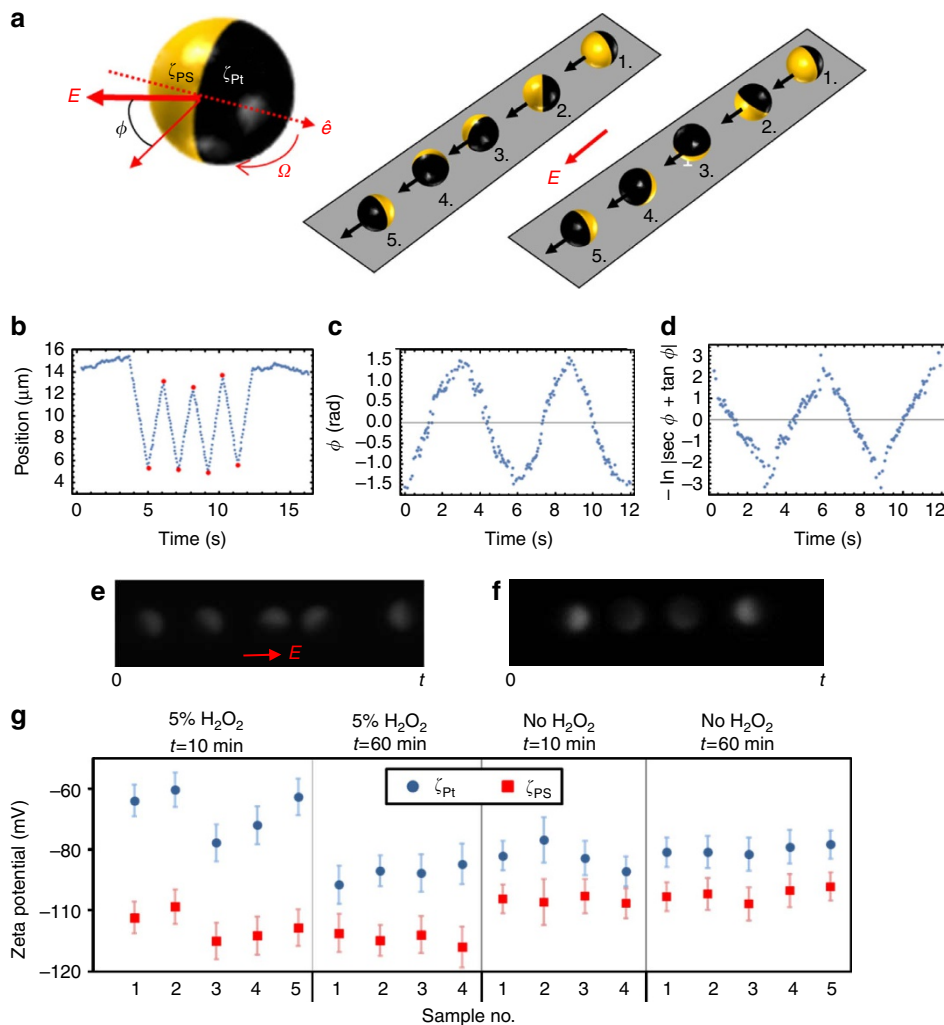 a
ζPS
ζPt
E
ϕ
ê
Ω
1.
2.
3.
4.
5.
E
1.
2.
3.
4.
5.
b
16
14
12
10
8
6
4
Position (μm)
5
10
15
Time (s)
c
1.5
1.0
0.5
0.0
−0.5
−1.0
−1.5
ϕ (rad)
0 2 4 6 8 10 12
Time (s)
d
3
2
1
0
−1
−2
−3
− ln |sec ϕ + tan ϕ|
0 2 4 6 8 10 12
Time (s)
e
E
0 t
f
0 t
g
5% H2O2
t=10 min
5% H2O2
t=60 min
No H2O2
t=10 min
No H2O2
t=60 min
ζPt ζPS
Zeta potential (mV)
−60
−80
−110
−120
1 2 3 4 5 1 2 3 4 1 2 3 4 1 2 3 4 5
Sample no.